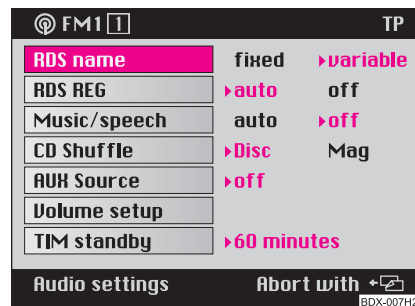 FM1 1 TP
RDS name fixed ▸variable
RDS REG ▸auto off
Music/speech auto ▸off
CD Shuffle ▸Disc Mag
AUX Source ▸off
Volume setup
TIM standby ▸60 minutes
Audio settings Abort with
BDX-007H2